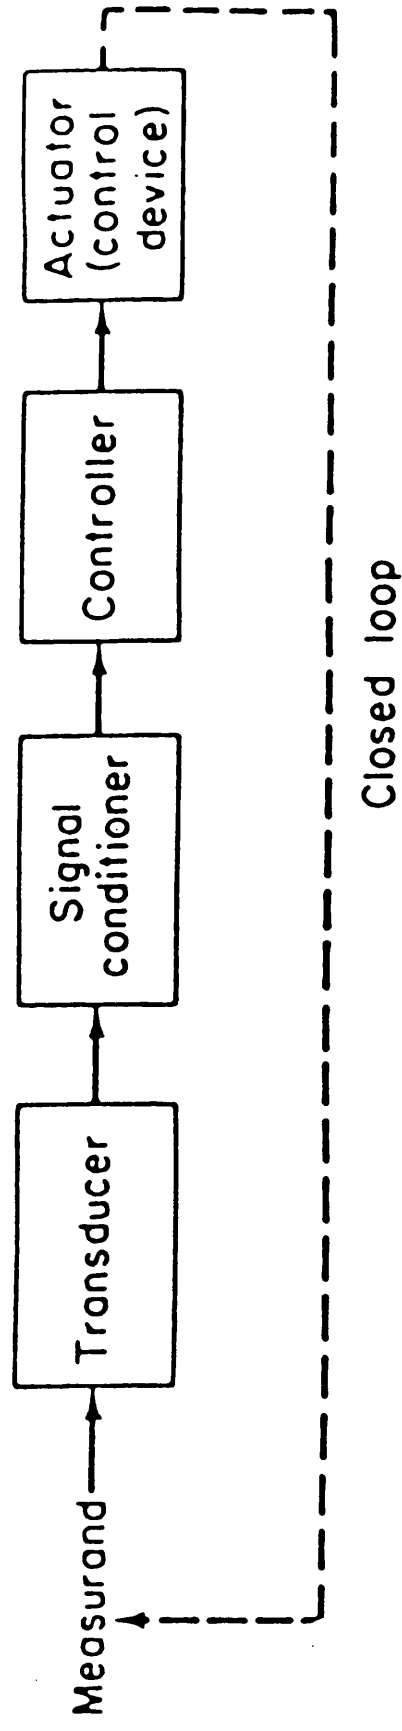 Measurand
Transducer
Signal
conditioner
Controller
Actuator
(control
device)
Closed loop